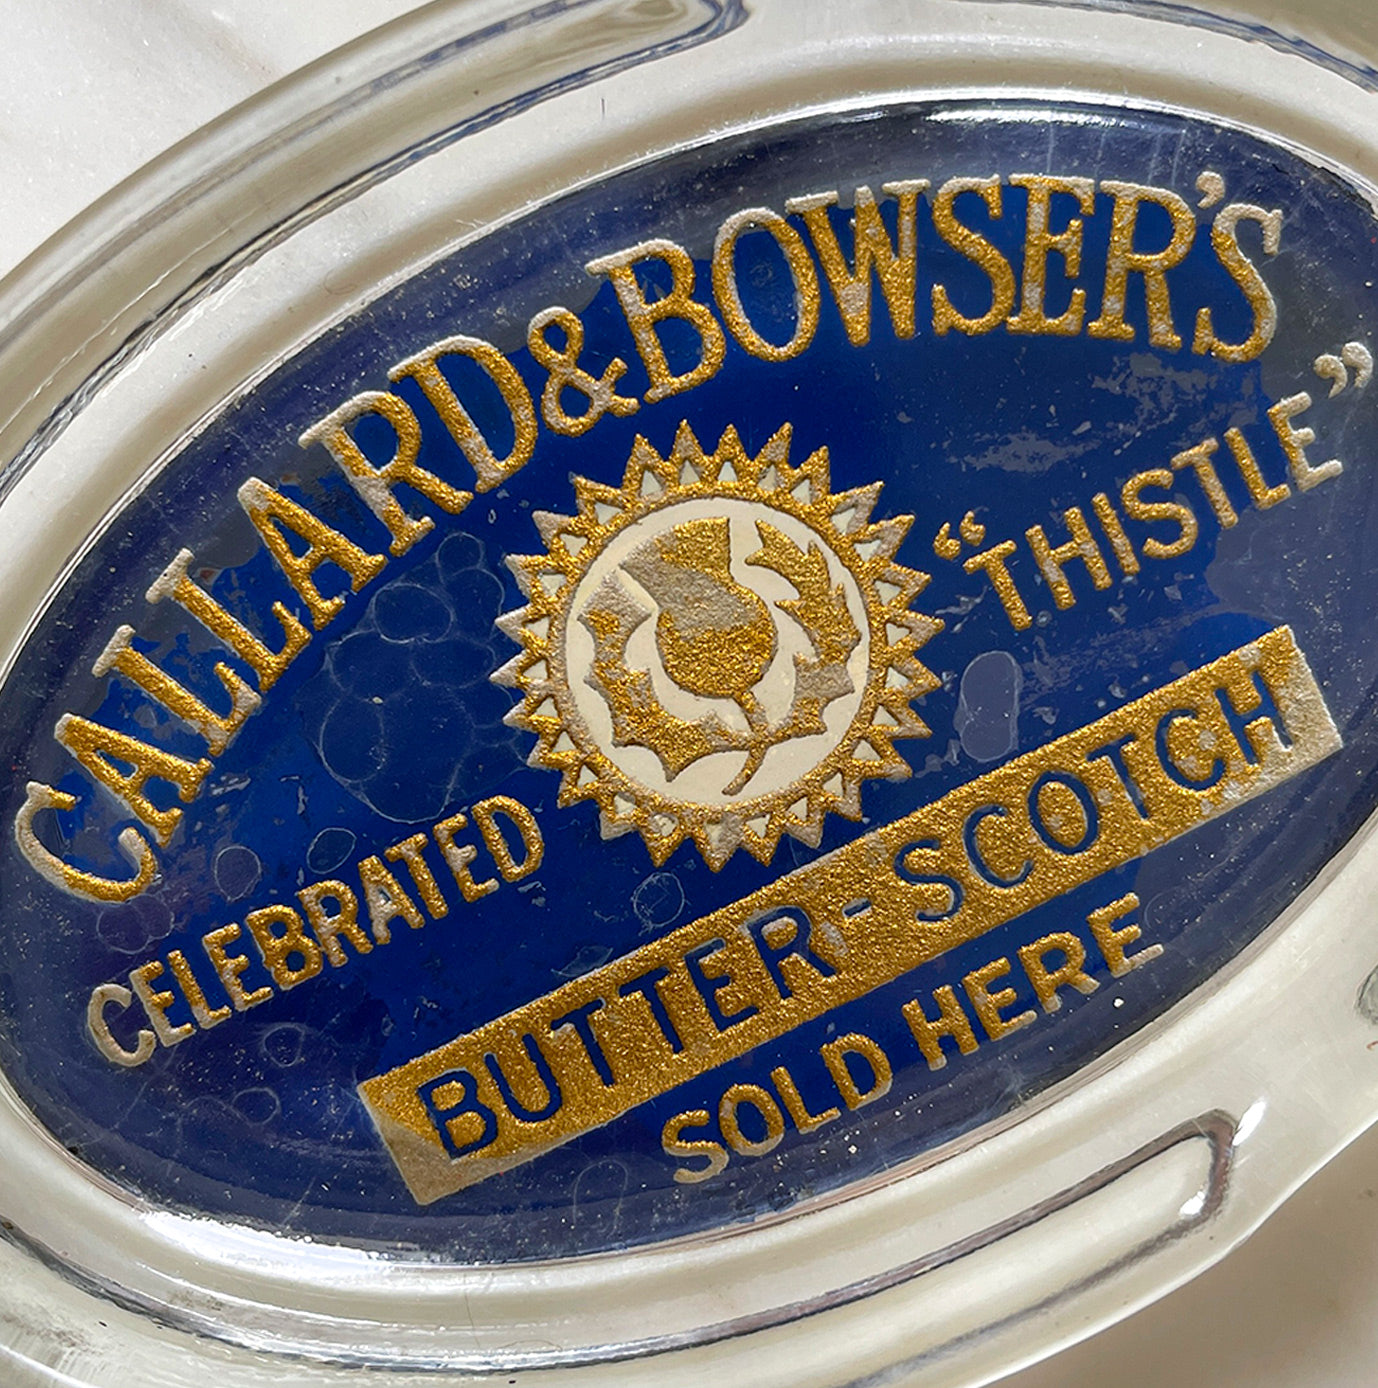 CALLARD & BOWSER'S
CELEBRATED "THISTLE"
BUTTER-SCOTCH
SOLD HERE